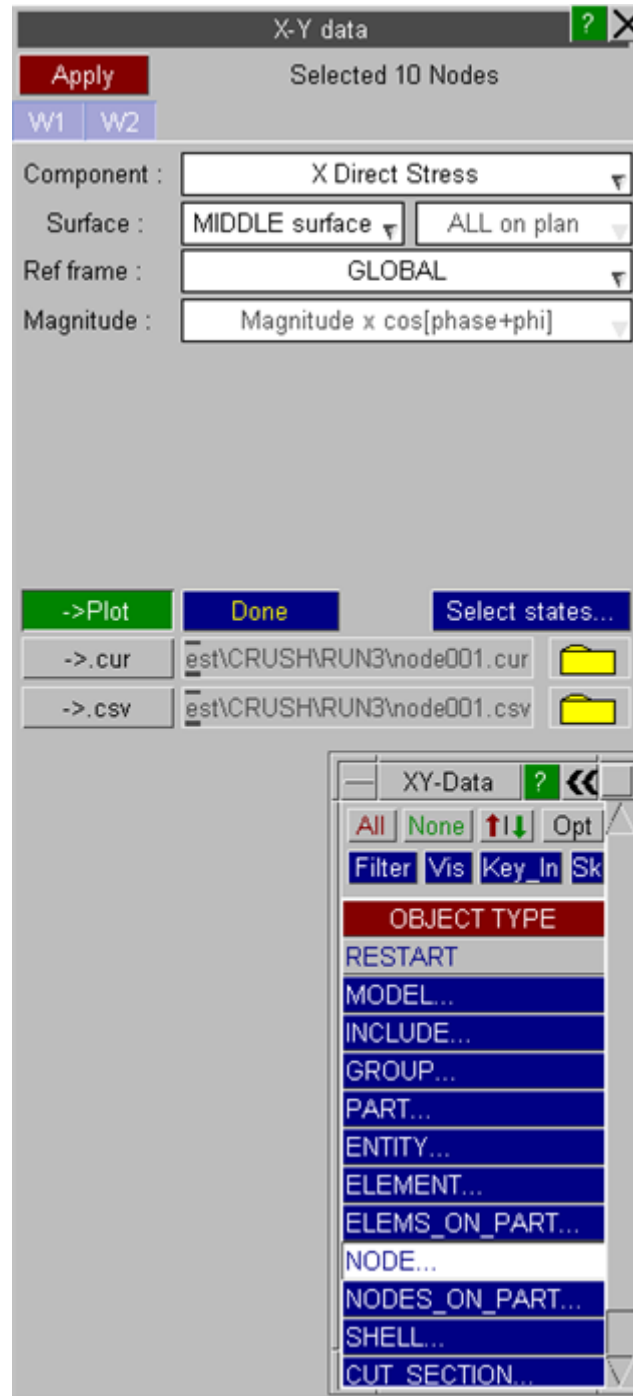 X-Y data ?
Apply Selected 10 Nodes
W1 W2
Component : X Direct Stress
Surface : MIDDLE surface ALL on plan
Ref frame : GLOBAL
Magnitude : Magnitude x cos[phase+phi]
->Plot Done Select states...
->.cur est\CRUSH\RUN3\node001.cur
->.csv est\CRUSH\RUN3\node001.csv
XY-Data ?
All None Opt
Filter Vis Key_In Sk
OBJECT TYPE
RESTART
MODEL...
INCLUDE...
GROUP...
PART...
ENTITY...
ELEMENT...
ELEMS_ON_PART...
NODE...
NODES_ON_PART...
SHELL...
CUT_SECTION...